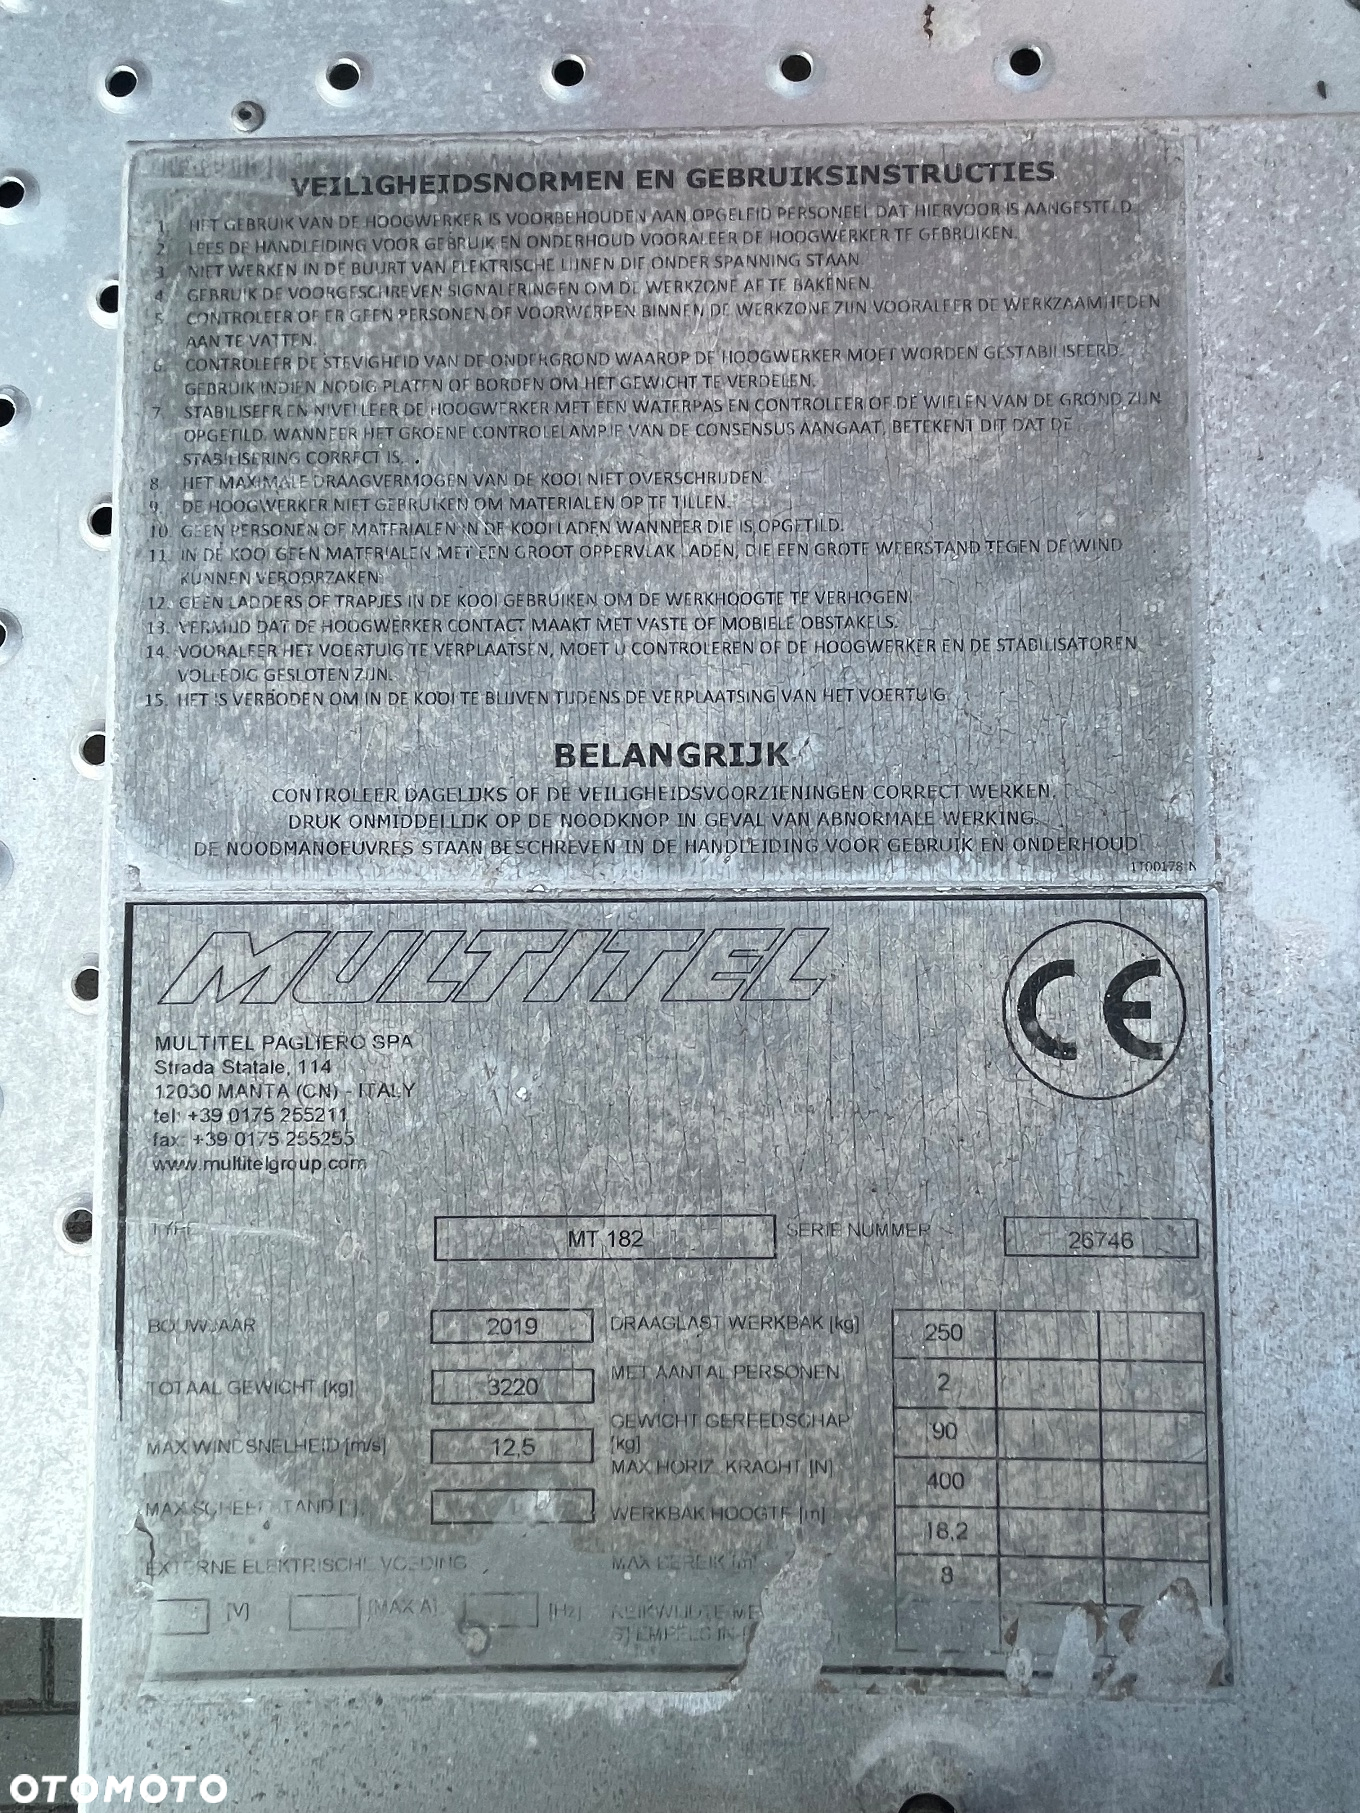 VEILIGHEIDSNORMEN EN GEBRUIKSINSTRUCTIES
1. HET GEBRUIK VAN DE HOOGWERKER IS VOORBEHOUDEN AAN OPGELEID PERSONEEL DAT HIERVOOR IS AANGESTELD.
2. LEES DE HANDLEIDING VOOR GEBRUIK EN ONDERHOUD VOORALEER DE HOOGWERKER TE GEBRUIKEN.
3. NIET WERKEN IN DE BUURT VAN ELEKTRISCHE LIJNEN DIE ONDER SPANNING STAAN.
4. GEBRUIK DE VOORGESCHREVEN SIGNALERINGEN OM DE WERKZONE AF TE BAKENEN.
5. CONTROLEER OF ER GEEN PERSONEN OF VOORWERPEN BINNEN DE WERKZONE ZIJN VOORALEER DE WERKZAAMHEDEN
AAN TE VATTEN.
6. CONTROLEER DE STEVIGHEID VAN DE ONDERGROND WAAROP DE HOOGWERKER MOET WORDEN GESTABILISEERD.
GEBRUIK INDIEN NODIG PLATEN OF BORDEN OM HET GEWICHT TE VERDELEN.
7. STABILISEER EN NIVELLEER DE HOOGWERKER MET EEN WATERPAS EN CONTROLEER OF DE WIELEN VAN DE GROND ZIJN
OPGETILD. WANNEER HET GROENE CONTROLELAMPJE VAN DE CONSENSUS AANGAAT, BETEKENT DIT DAT DE
STABILISERING CORRECT IS.
8. HET MAXIMALE DRAAGVERMOGEN VAN DE KOOI NIET OVERSCHRIJDEN.
9. DE HOOGWERKER NIET GEBRUIKEN OM MATERIALEN OP TE TILLEN.
10. GEEN PERSONEN OF MATERIALEN IN DE KOOI LADEN WANNEER DIE IS OPGETILD.
11. IN DE KOOI GEEN MATERIALEN MET EEN GROOT OPPERVLAK LADEN, DIE EEN GROTE WEERSTAND TEGEN DE WIND
KUNNEN VEROORZAKEN.
12. GEEN LADDERS OF TRAPJES IN DE KOOI GEBRUIKEN OM DE WERKHOOGTE TE VERHOGEN.
13. VERMIJD DAT DE HOOGWERKER CONTACT MAAKT MET VASTE OF MOBIELE OBSTAKELS.
14. VOORALEER HET VOERTUIG TE VERPLAATSEN, MOET U CONTROLEREN OF DE HOOGWERKER EN DE STABILISATOREN
VOLLEDIG GESLOTEN ZIJN.
15. HET IS VERBODEN OM IN DE KOOI TE BLIJVEN TIJDENS DE VERPLAATSING VAN HET VOERTUIG
BELANGRIJK
CONTROLEER DAGELIJKS OF DE VEILIGHEIDSVOORZIENINGEN CORRECT WERKEN.
DRUK ONMIDDELLIJK OP DE NOODKNOP IN GEVAL VAN ABNORMALE WERKING.
DE NOODMANOEUVRES STAAN BESCHREVEN IN DE HANDLEIDING VOOR GEBRUIK EN ONDERHOUD
1T00178-N
MULTITEL
CE
MULTITEL PAGLIERO SPA
Strada Statale, 114
12030 MANTA (CN) - ITALY
tel: +39 0175 255211
fax: +39 0175 255255
www.multitelgroup.com
TYPE MT 182 SERIE NUMMER 26746
BOUWJAAR 2019 DRAAGLAST WERKBAK [kg] 250
TOTAAL GEWICHT [kg] 3220 MET AANTAL PERSONEN 2
MAX WINDSNELHEID [m/s] 12,5 GEWICHT GEREEDSCHAP
[kg] 90
MAX HORIZ. KRACHT [N] 400
MAX SCHEEFSTAND [°] WERKBAK HOOGTE [m] 18,2
EXTERNE ELEKTRISCHE VOEDING MAX BEREIK [m] 8
[V] [MAX A] [Hz] REIKWIJDTE
STEMPELS
OTOMOTO